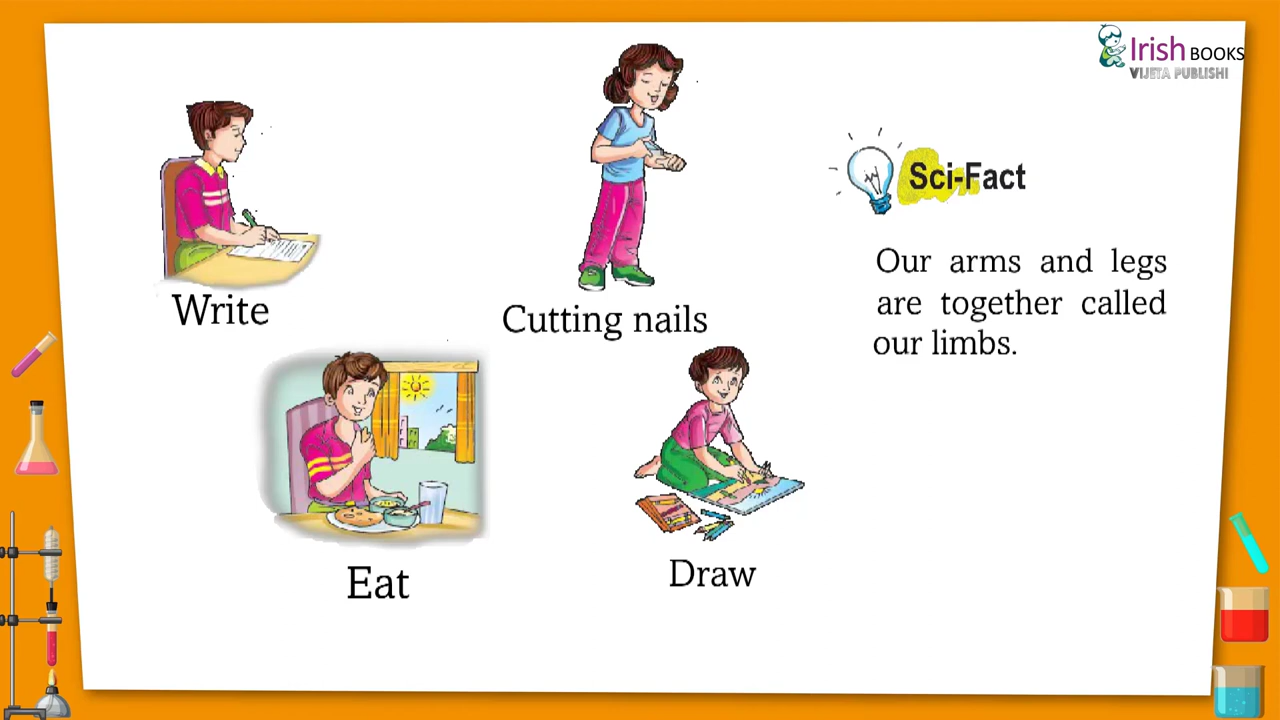 Irish BOOKS
VIJETA PUBLISHI
Write
Cutting nails
Sci-Fact
Our arms and legs
are together called
our limbs.
Eat
Draw